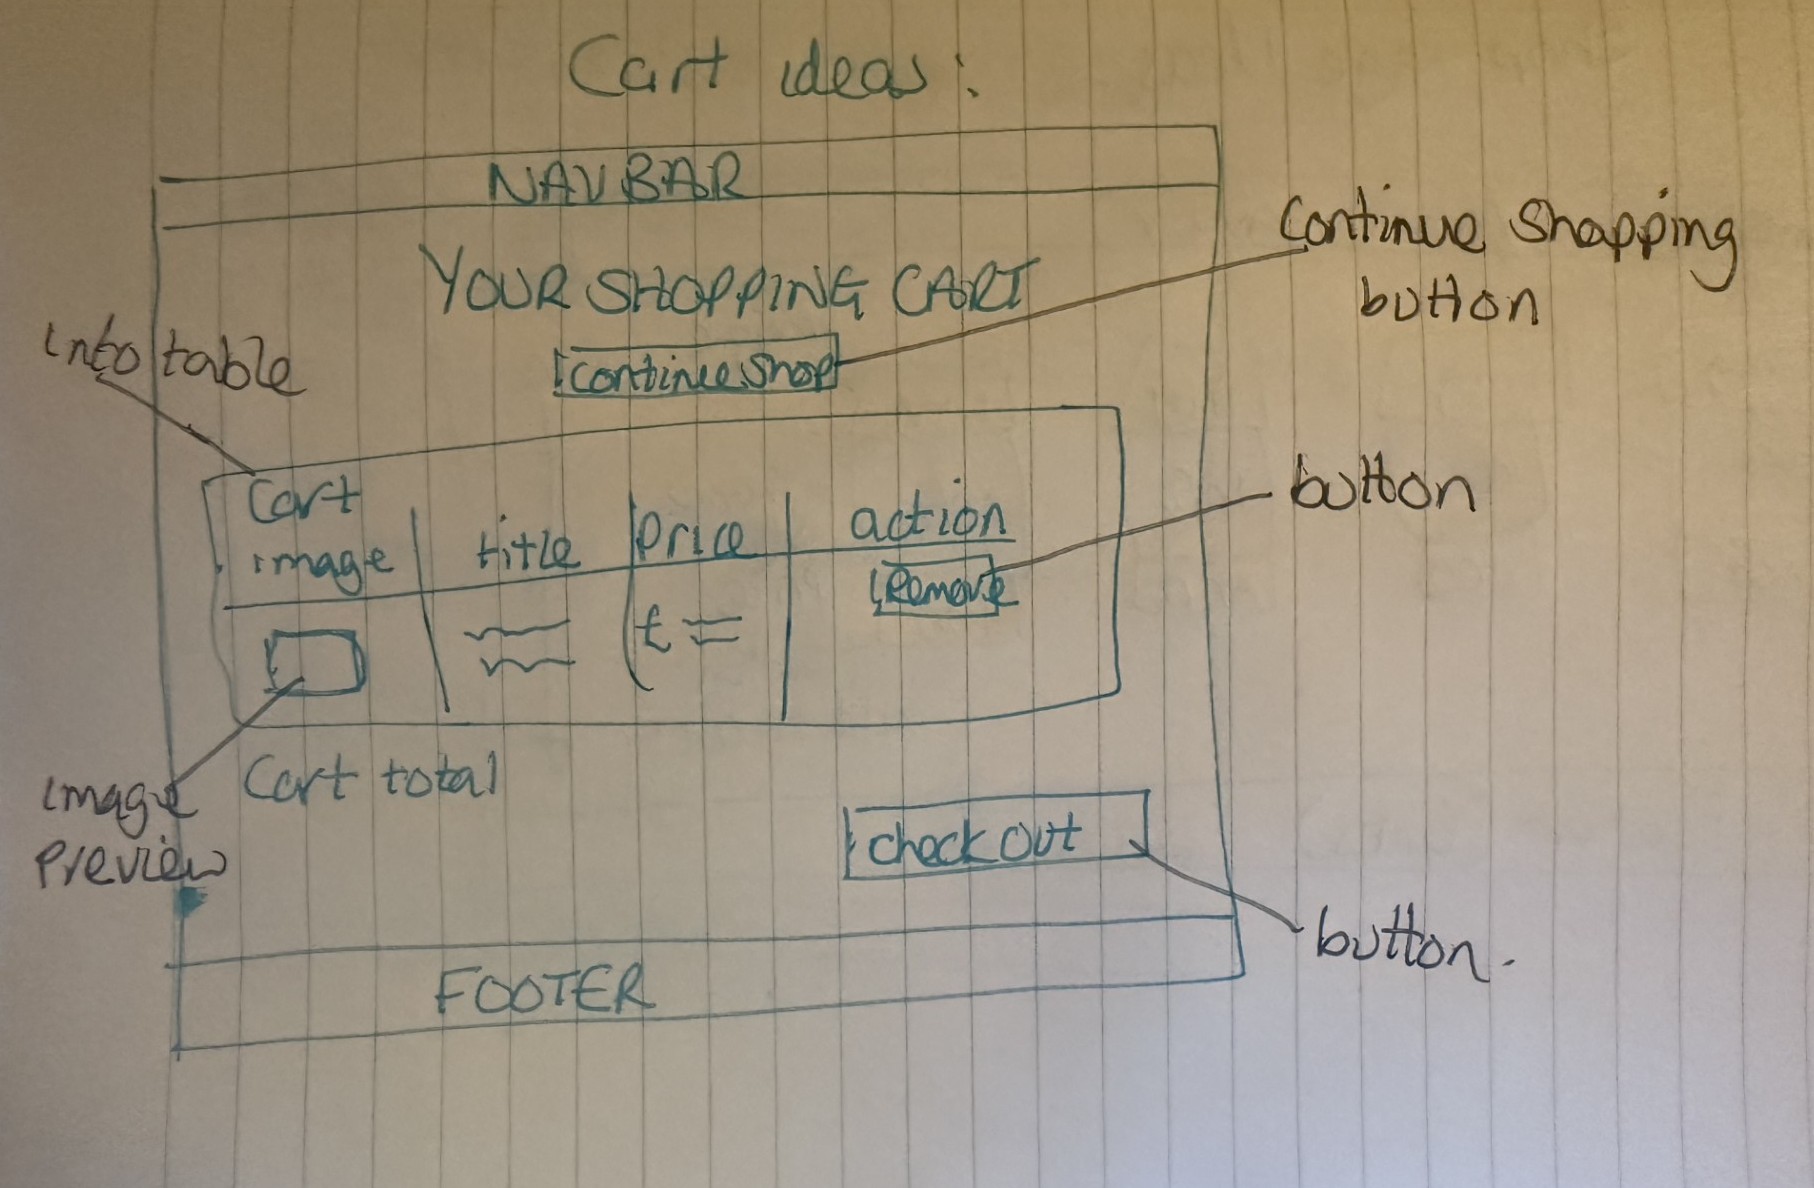 Cart ideas:
NAVBAR
YOUR SHOPPING CART
Continue Shop
Continue Shopping
button
into table
Cart
image
title
Price
action
Remove
button
£
Cart total
Image
Preview
check out
button.
FOOTER